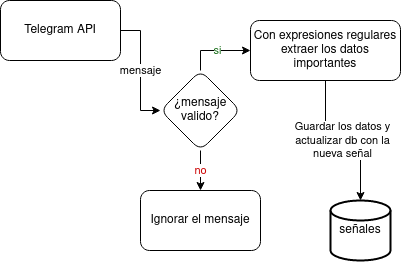 Telegram API
mensaje
¿mensaje
valido?
si
Con expresiones regulares
extraer los datos
importantes
no
Ignorar el mensaje
Guardar los datos y
actualizar db con la
nueva señal
señales